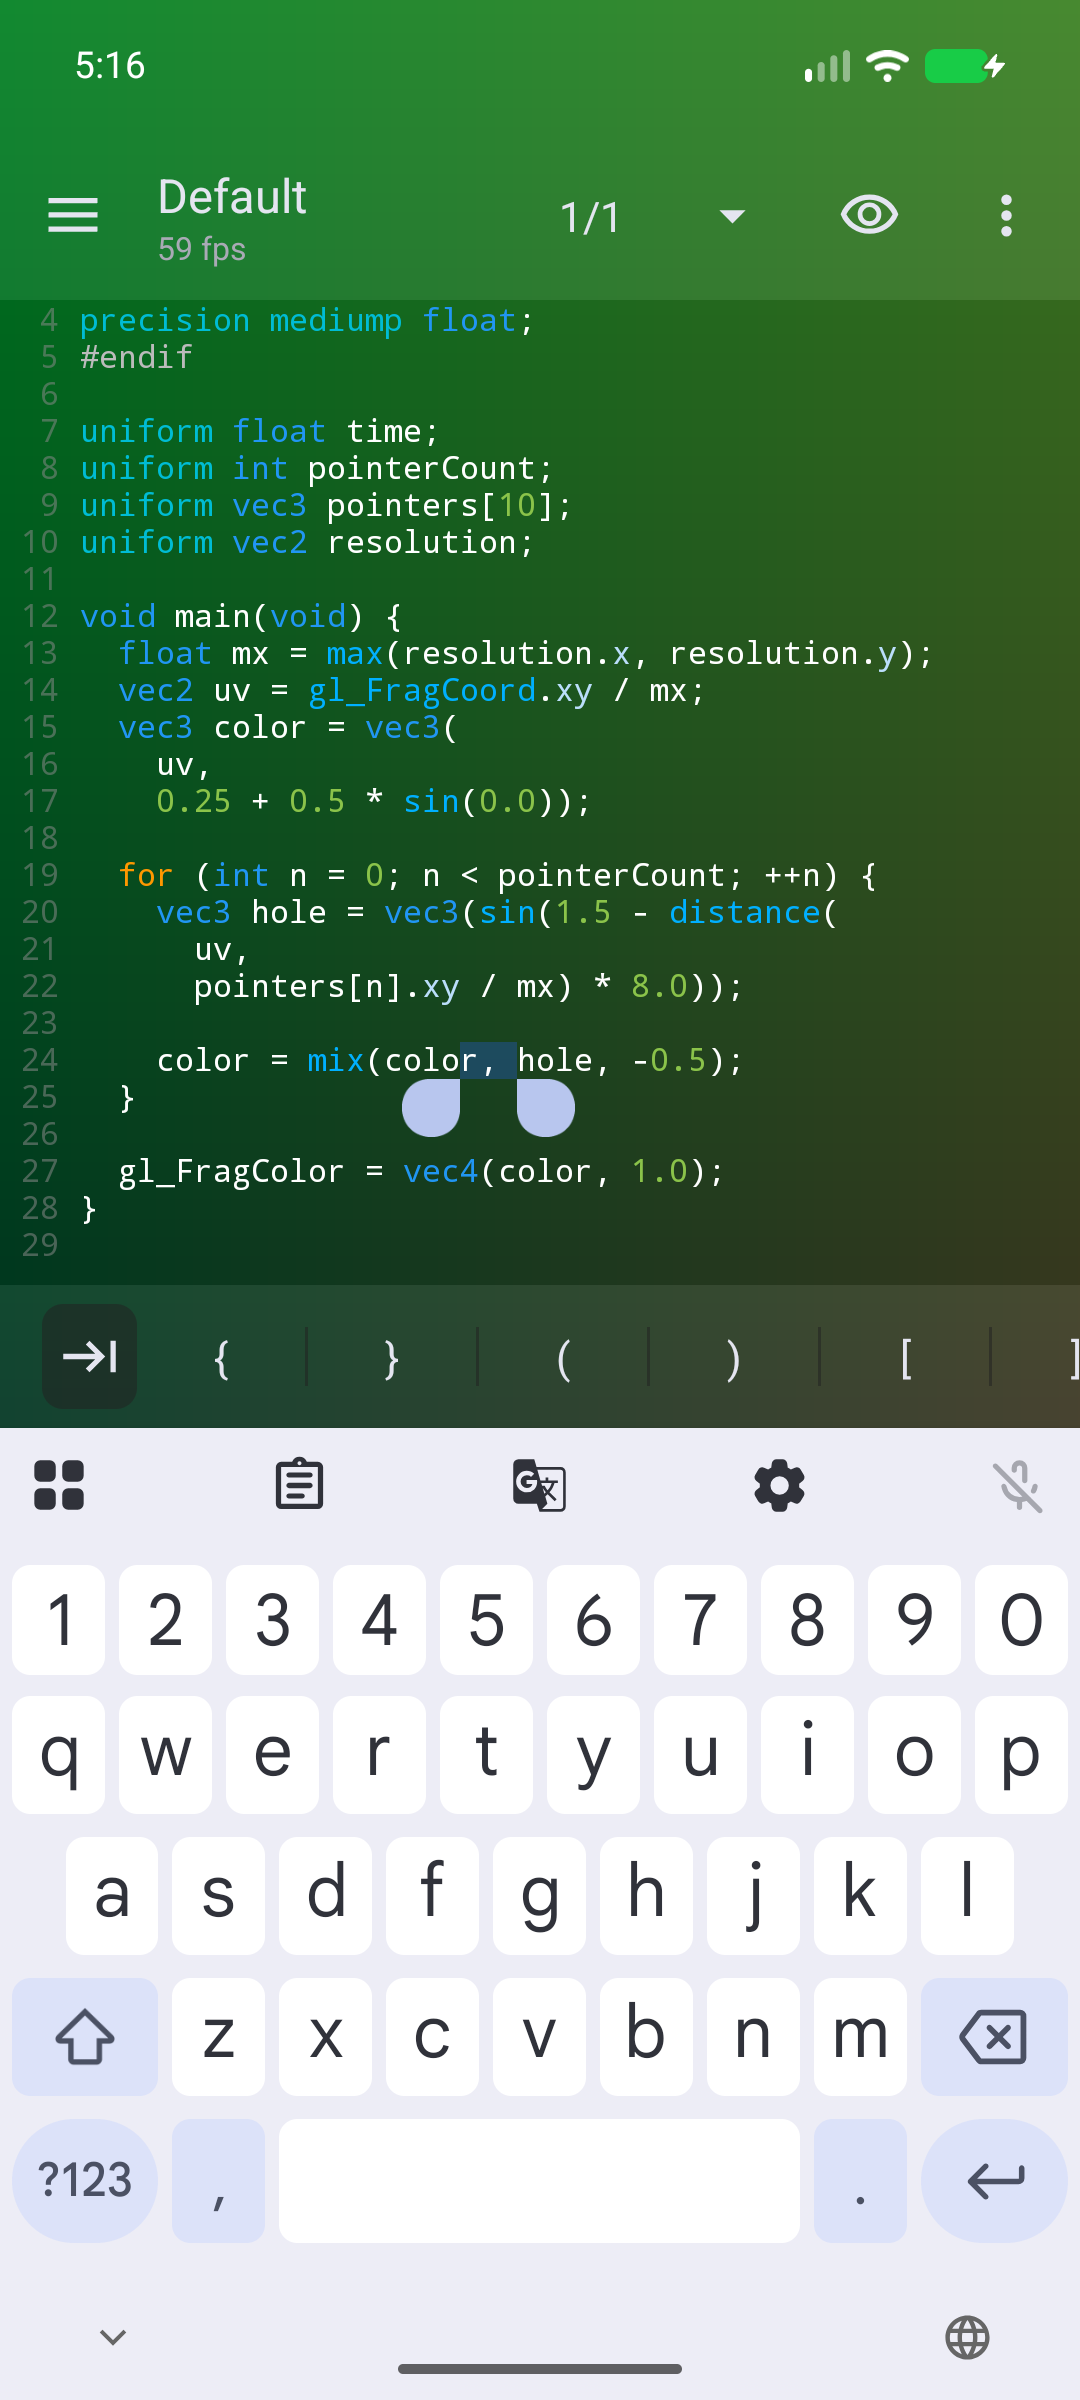 5:16
Default
59 fps
1/1
4 precision mediump float;
5 #endif
6
7 uniform float time;
8 uniform int pointerCount;
9 uniform vec3 pointers[10];
10 uniform vec2 resolution;
11
12 void main(void) {
13   float mx = max(resolution.x, resolution.y);
14   vec2 uv = gl_FragCoord.xy / mx;
15   vec3 color = vec3(
16     uv,
17     0.25 + 0.5 * sin(0.0));
18
19   for (int n = 0; n < pointerCount; ++n) {
20     vec3 hole = vec3(sin(1.5 - distance(
21       uv,
22       pointers[n].xy / mx) * 8.0));
23
24     color = mix(color, hole, -0.5);
25   }
26
27   gl_FragColor = vec4(color, 1.0);
28 }
29
{ } ( ) [ ]
1 2 3 4 5 6 7 8 9 0
q w e r t y u i o p
a s d f g h j k l
z x c v b n m
?123 , .